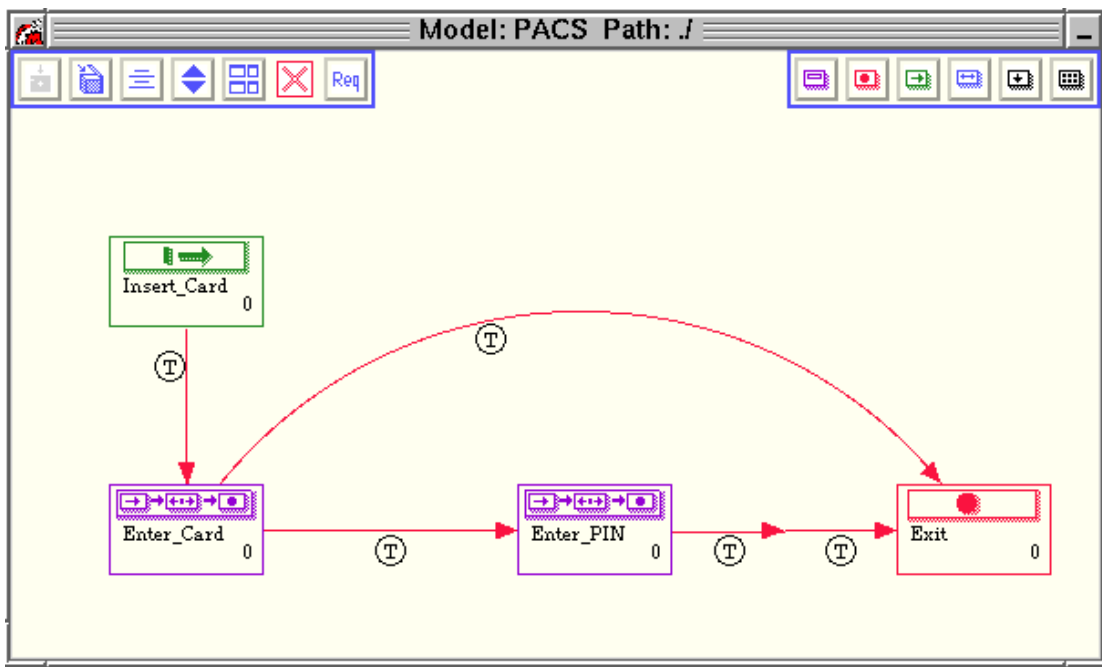 Model: PACS Path: ./
Req
Insert_Card
0
T
T
Enter_Card
0
T
Enter_PIN
0
T
T
Exit
0